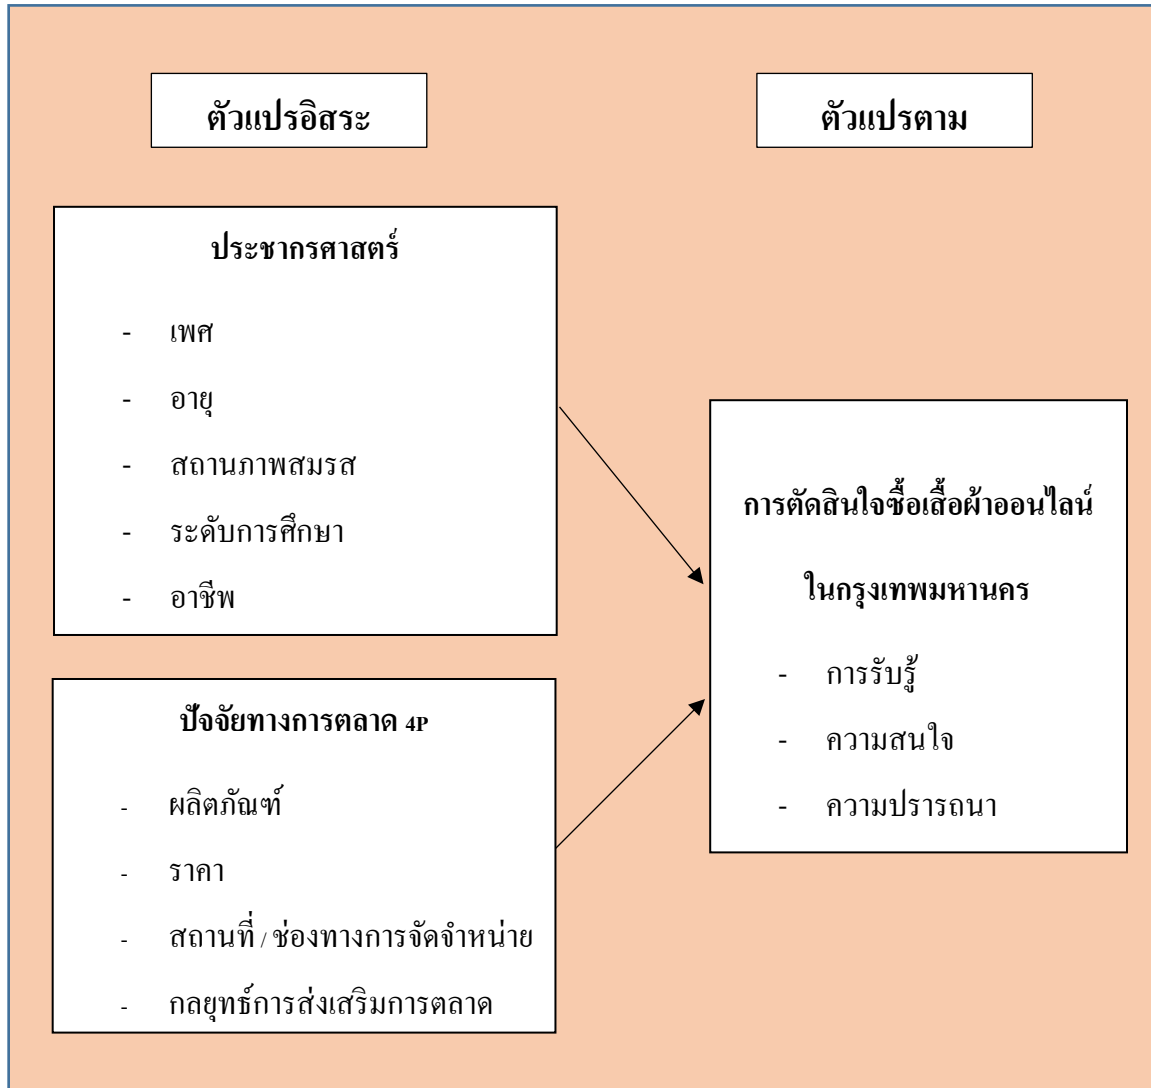 ตัวแปรอิสระ
ตัวแปรตาม
ประชากรศาสตร์
- เพศ
- อายุ
- สถานภาพสมรส
- ระดับการศึกษา
- อาชีพ
ปัจจัยทางการตลาด 4P
- ผลิตภัณฑ์
- ราคา
- สถานที่ / ช่องทางการจัดจำหน่าย
- กลยุทธ์การส่งเสริมการตลาด
การตัดสินใจซื้อเสื้อผ้าออนไลน์
ในกรุงเทพมหานคร
- การรับรู้
- ความสนใจ
- ความปรารถนา